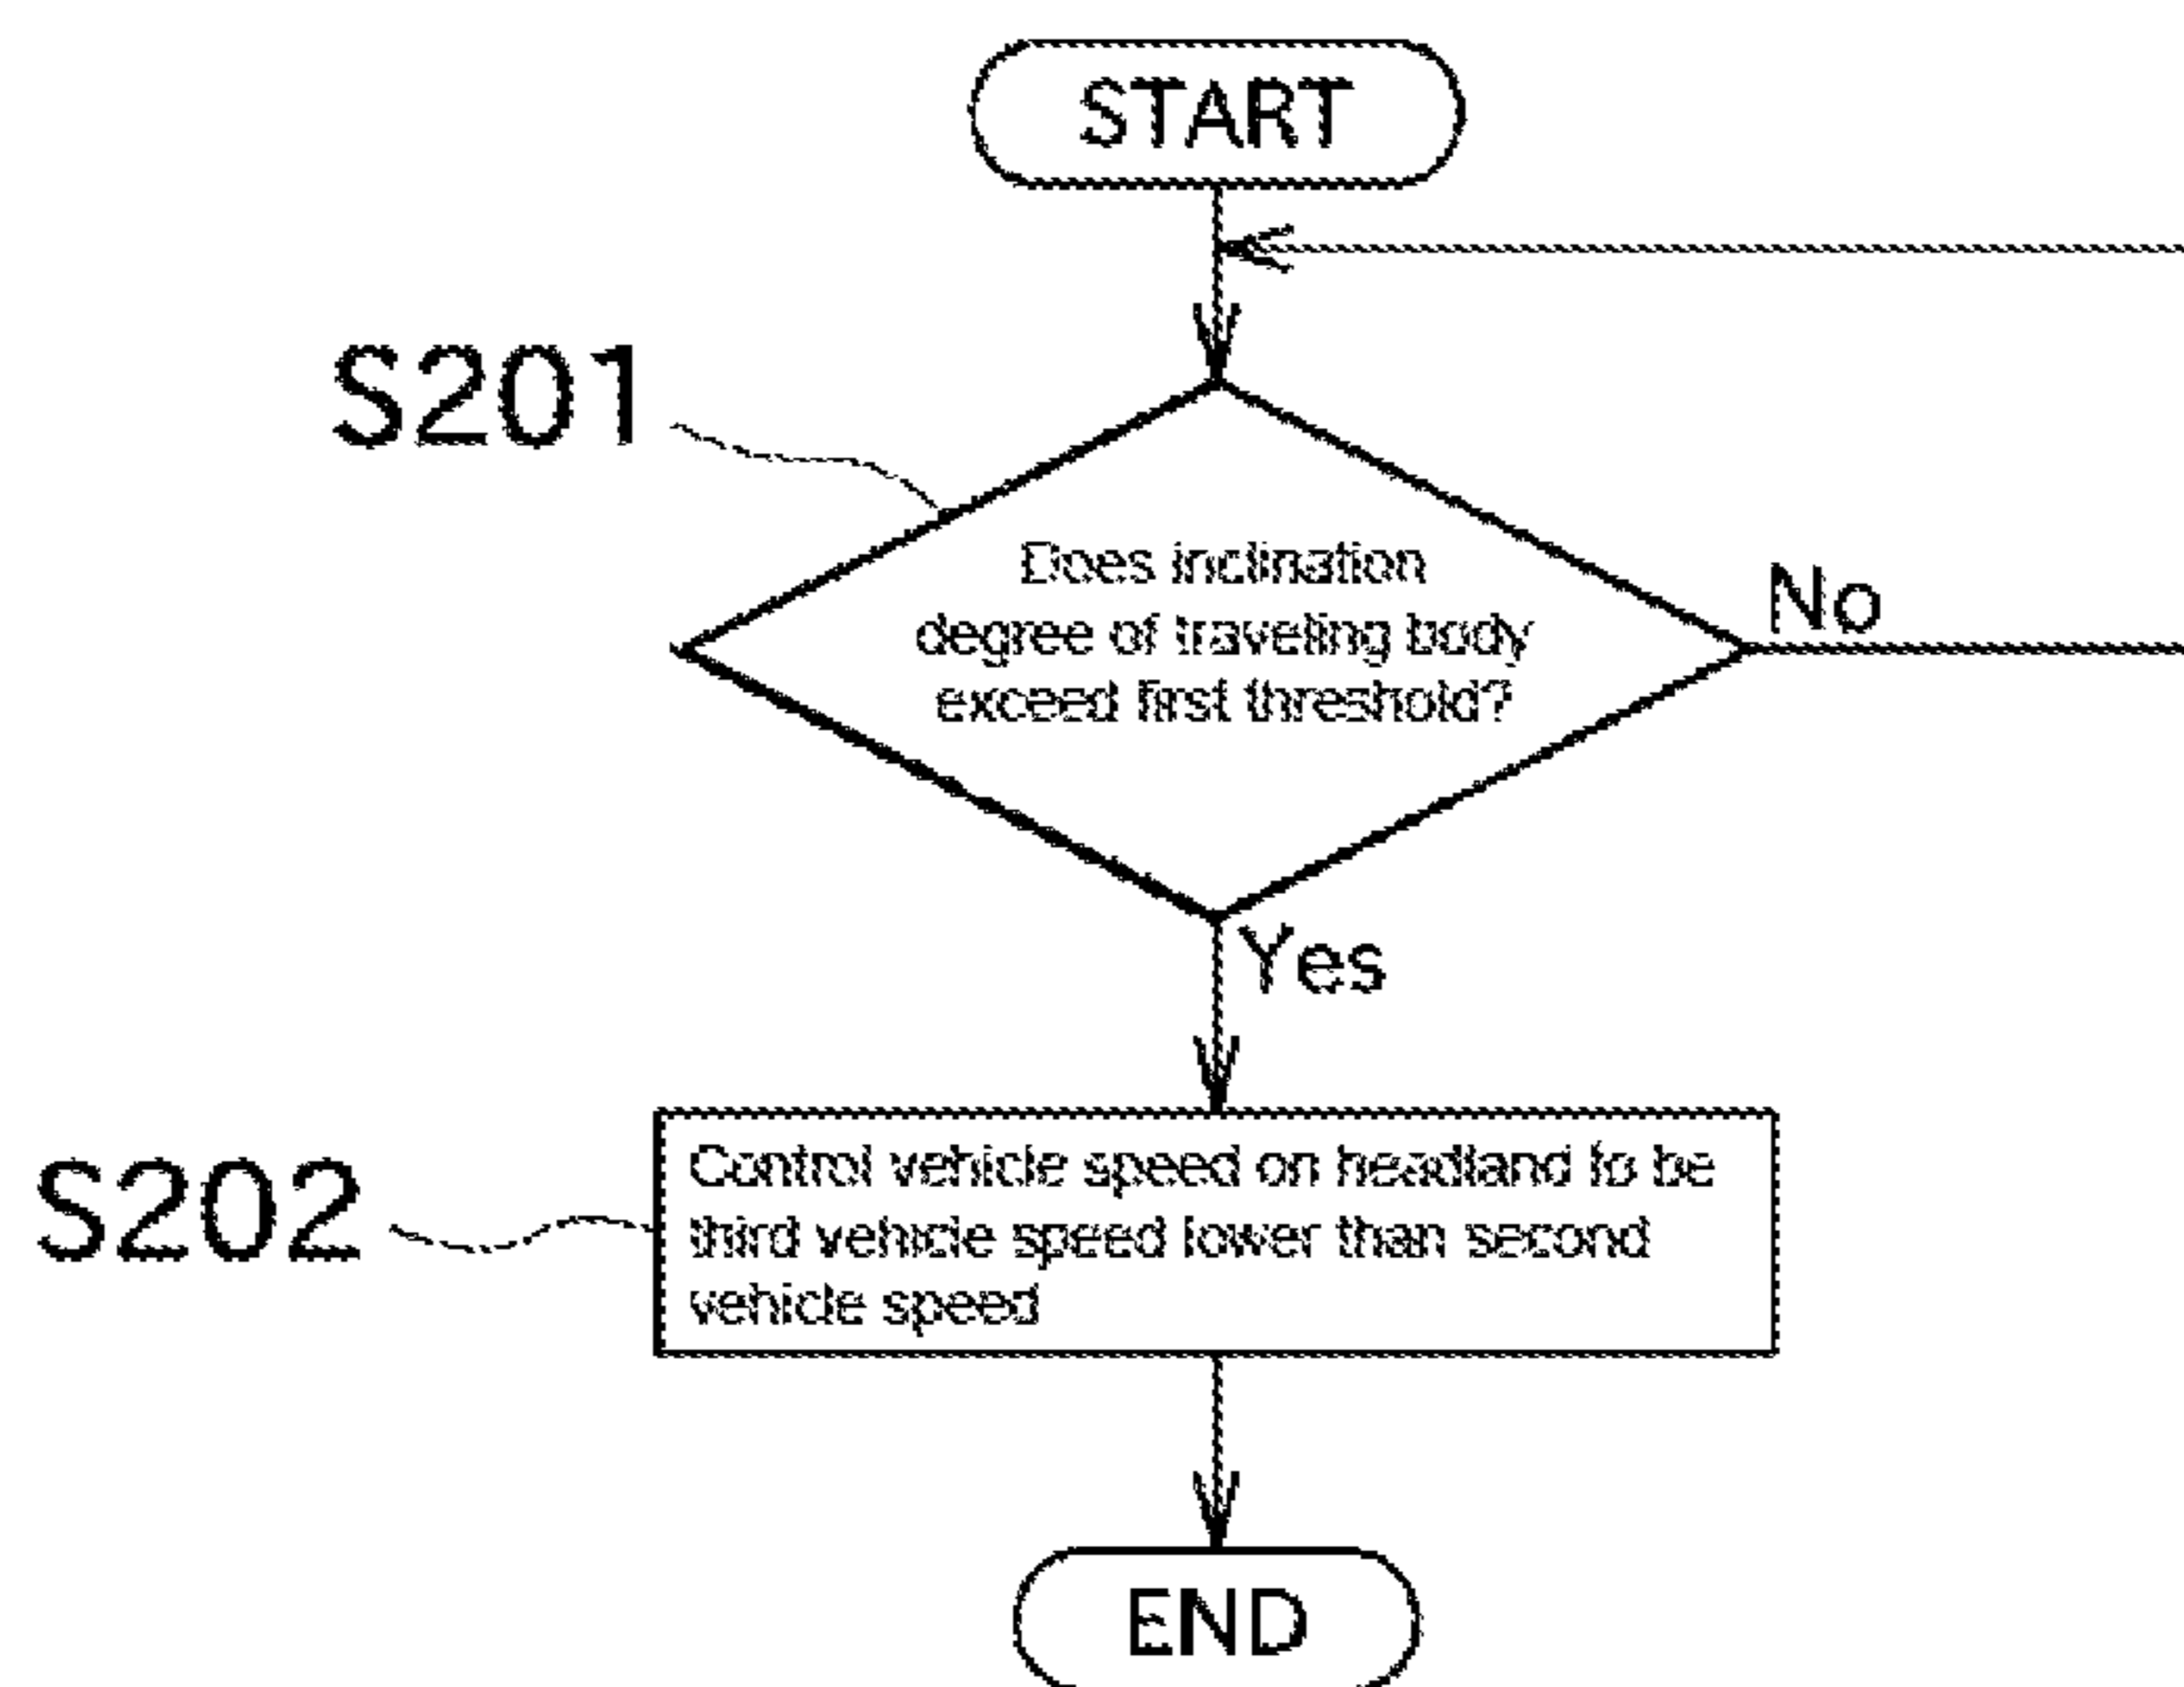 START
S201
Does inclination
degree of traveling body
exceed first threshold?
No
Yes
S202
Control vehicle speed on headland to be
third vehicle speed lower than second
vehicle speed
END